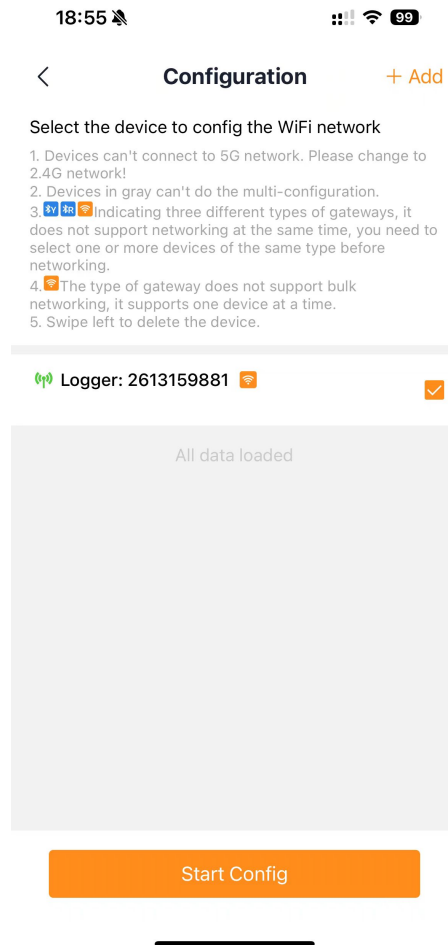 18:55
99
Configuration
+ Add
Select the device to config the WiFi network
1. Devices can't connect to 5G network. Please change to
2.4G network!
2. Devices in gray can't do the multi-configuration.
3. Y R Indicating three different types of gateways, it
does not support networking at the same time, you need to
select one or more devices of the same type before
networking.
4. The type of gateway does not support bulk
networking, it supports one device at a time.
5. Swipe left to delete the device.
Logger: 2613159881
All data loaded
Start Config